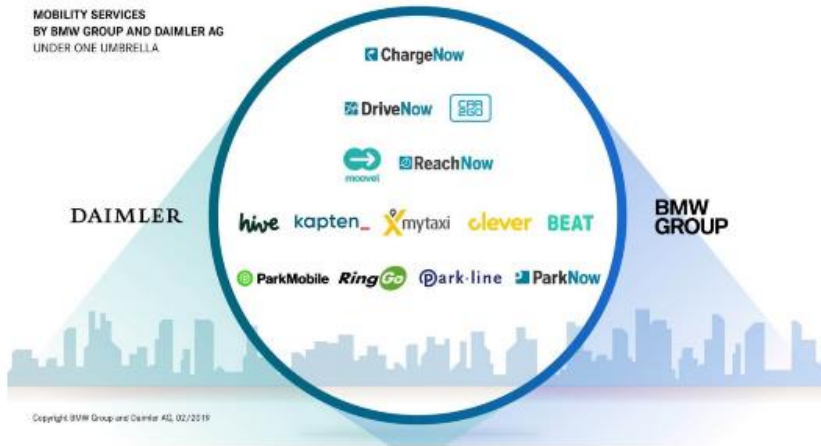 MOBILITY SERVICES
BY BMW GROUP AND DAIMLER AG
UNDER ONE UMBRELLA
ChargeNow
DriveNow CAR2GO
moovel ReachNow
DAIMLER
hive kapten_ mytaxi clever BEAT
BMW GROUP
ParkMobile RingGo Park-line ParkNow
Copyright BMW Group and Daimler AG, 02/2019